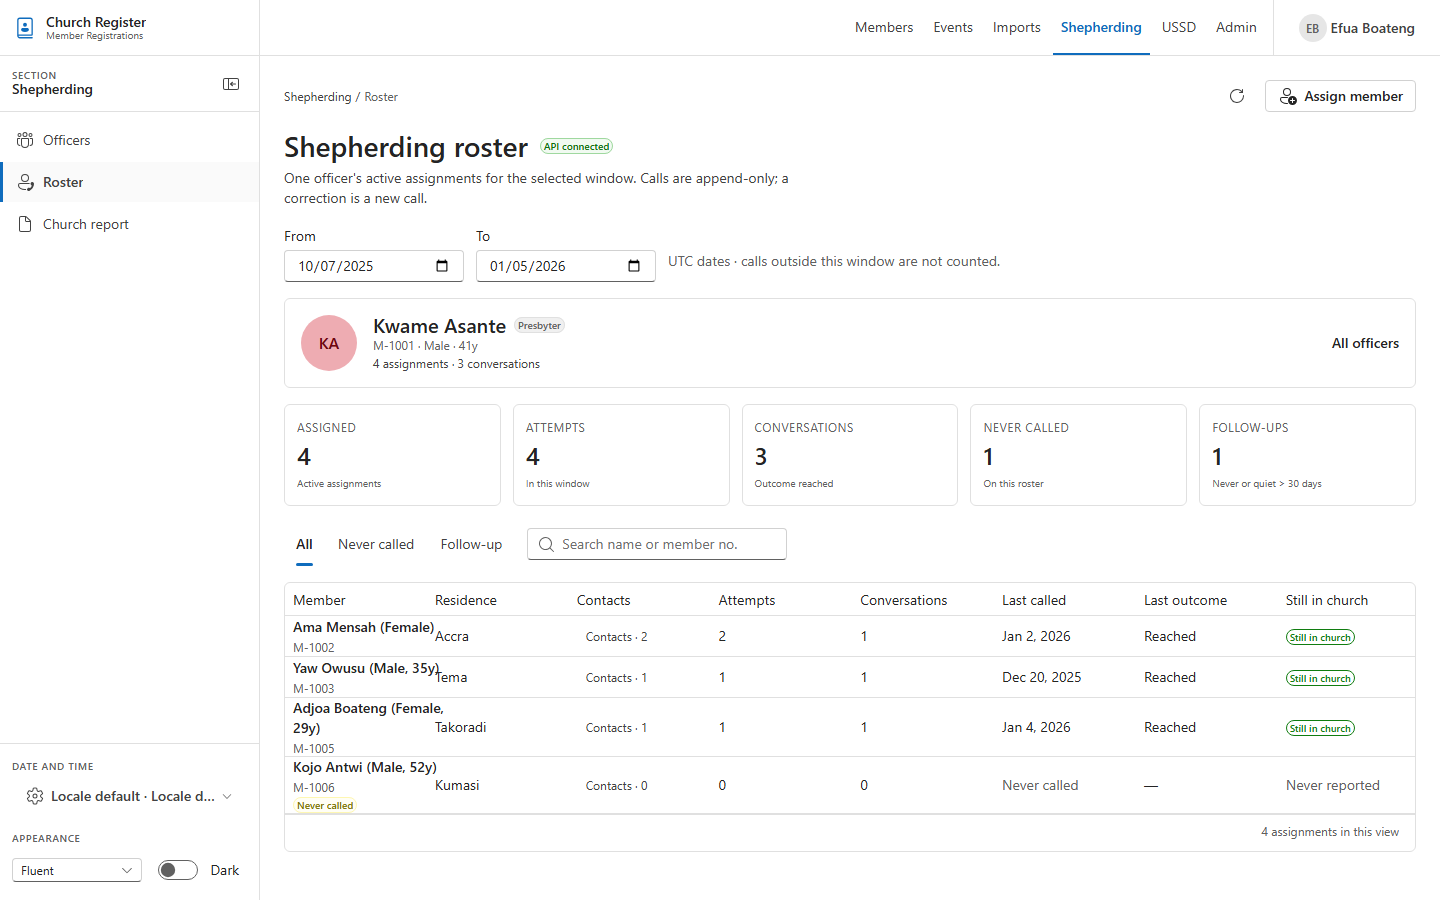 Church Register
Member Registrations
Members Events Imports Shepherding USSD Admin
EB Efua Boateng
SECTION
Shepherding
Officers
Roster
Church report
Shepherding / Roster
Assign member
Shepherding roster API connected
One officer's active assignments for the selected window. Calls are append-only; a
correction is a new call.
From To
10/07/2025 01/05/2026 UTC dates · calls outside this window are not counted.
KA Kwame Asante Presbyter
M-1001 · Male · 41y
4 assignments · 3 conversations
All officers
ASSIGNED
4
Active assignments
ATTEMPTS
4
In this window
CONVERSATIONS
3
Outcome reached
NEVER CALLED
1
On this roster
FOLLOW-UPS
1
Never or quiet > 30 days
All Never called Follow-up Search name or member no.
Member Residence Contacts Attempts Conversations Last called Last outcome Still in church
Ama Mensah (Female)
M-1002
Accra Contacts · 2 2 1 Jan 2, 2026 Reached Still in church
Yaw Owusu (Male, 35y)
M-1003
Tema Contacts · 1 1 1 Dec 20, 2025 Reached Still in church
Adjoa Boateng (Female,
29y)
M-1005
Takoradi Contacts · 1 1 1 Jan 4, 2026 Reached Still in church
Kojo Antwi (Male, 52y)
M-1006
Never called
Kumasi Contacts · 0 0 0 Never called — Never reported
4 assignments in this view
DATE AND TIME
Locale default · Locale d...
APPEARANCE
Fluent Dark